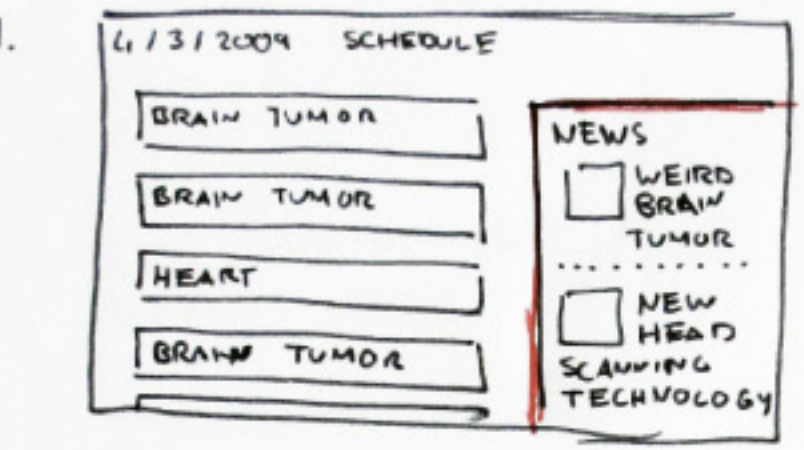 4/3/2009 SCHEDULE
BRAIN TUMOR
BRAIN TUMOR
HEART
BRAIN TUMOR
NEWS
WEIRD
BRAIN
TUMOR
NEW
HEAD
SCANNING
TECHNOLOGY